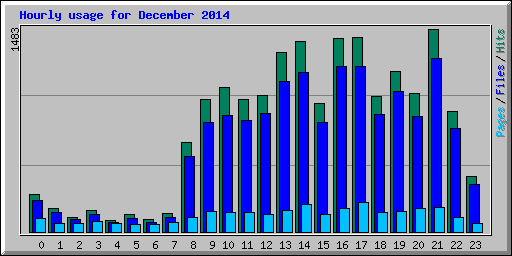 Hourly usage for December 2014
1483
Pages/Files/Hits
0 1 2 3 4 5 6 7 8 9 10 11 12 13 14 15 16 17 18 19 20 21 22 23